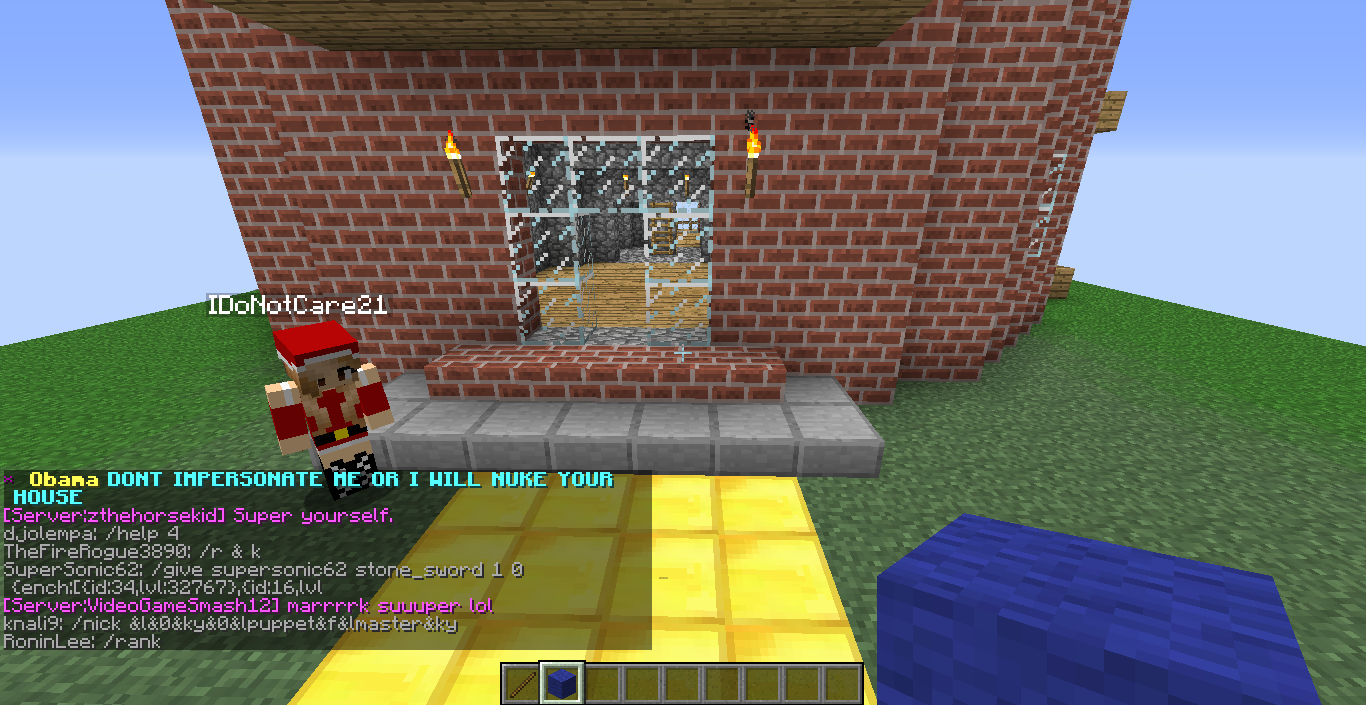 IDoNotCare21
* Obama DONT IMPERSONATE ME OR I WILL NUKE YOUR
HOUSE
[Server:zthehorsekid] Super yourself.
djolempa: /help 4
TheFireRogue3890: /r & k
SuperSonic62: /give supersonic62 stone_sword 1 0
{ench:[{id:34,lvl:32767},{id:16,lvl
[Server:VideoGameSmash12] marrrrk suuuper lol
knali9: /nick &l&0&ky&0&lpuppet&f&lmaster&ky
RoninLee: /rank